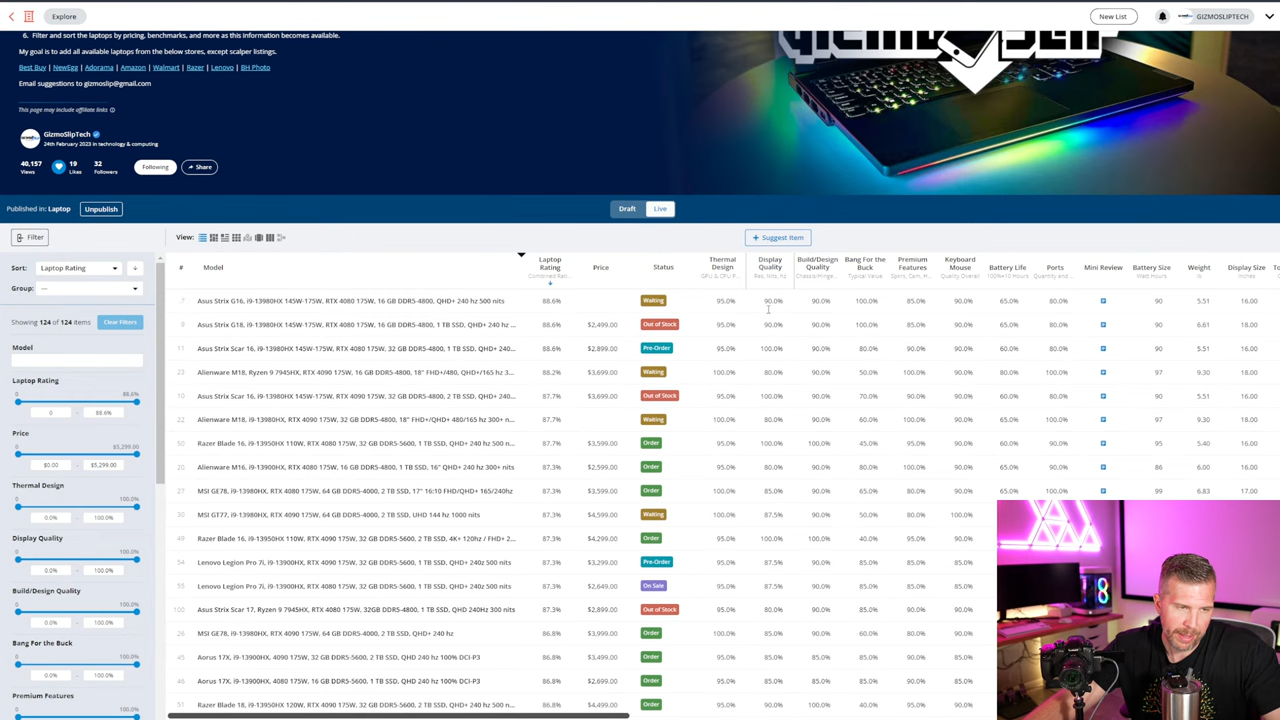 Explore
New List
GIZMOSLIPTECH
6. Filter and sort the laptops by pricing, benchmarks, and more as this information becomes available.
My goal is to add all available laptops from the below stores, except scalper listings.
Best Buy | NewEgg | Adorama | Amazon | Walmart | Razer | Lenovo | BH Photo
Email suggestions to gizmoslip@gmail.com
This page may include affiliate links
GizmoSlipTech
24th February 2023 in technology & computing
40,157 Views
19 Likes
32 Followers
Following
Share
Published in: Laptop
Unpublish
Draft
Live
Filter
View:
+ Suggest Item
Sort: Laptop Rating
Group: ---
Showing 124 of 124 items
Clear Filters
Model
Laptop Rating
0 88.6%
0 - 88.6%
Price
0 $5,299.00
$0.00 - $5,299.00
Thermal Design
0 100.0%
0.0% - 100.0%
Display Quality
0 100.0%
0.0% - 100.0%
Build/Design Quality
0 100.0%
0.0% - 100.0%
Bang For the Buck
0 100.0%
0.0% - 100.0%
Premium Features
0 100.0%
# Model Laptop Rating Price Status Thermal Design Display Quality Build/Design Quality Bang For the Buck Premium Features Keyboard Mouse Battery Life Ports Mini Review Battery Size Weight Display Size
Asus Strix G16, i9-13980HX 145W-175W, RTX 4080 175W, 16 GB DDR5-4800, QHD+ 240 hz 500 nits 88.6% Waiting 95.0% 90.0% 90.0% 100.0% 85.0% 90.0% 65.0% 80.0% 90 5.51 16.00
9 Asus Strix G18, i9-13980HX 145W-175W, RTX 4080 175W, 16 GB DDR5-4800, 1 TB SSD, QHD+ 240 hz ... 88.6% $2,499.00 Out of Stock 95.0% 90.0% 90.0% 100.0% 85.0% 90.0% 60.0% 80.0% 90 6.61 18.00
11 Asus Strix Scar 16, i9-13980HX 145W-175W, RTX 4080 175W, 32 GB DDR5-4800, 1 TB SSD, QHD+ 240... 88.6% $2,899.00 Pre-Order 95.0% 100.0% 90.0% 80.0% 90.0% 90.0% 60.0% 80.0% 90 5.51 16.00
23 Alienware M18, Ryzen 9 7945HX, RTX 4090 175W, 32 GB DDR5-4800, 18" FHD+/480, QHD+/165 hz 3... 88.2% $3,699.00 Waiting 100.0% 80.0% 90.0% 50.0% 100.0% 90.0% 80.0% 100.0% 97 9.30 18.00
10 Asus Strix Scar 16, i9-13980HX 145W-175W, RTX 4090 175W, 32 GB DDR5-4800, 2 TB SSD, QHD+ 240... 87.7% $3,699.00 Out of Stock 95.0% 100.0% 90.0% 70.0% 90.0% 90.0% 60.0% 80.0% 90 5.51 16.00
22 Alienware M18, i9-13980HX, RTX 4090 175W, 32 GB DDR5-4800, 18" FHD+/QHD+ 480/165 hz 300+ n... 87.7% Waiting 100.0% 80.0% 90.0% 60.0% 100.0% 90.0% 65.0% 100.0% 97 9.30 18.00
50 Razer Blade 16, i9-13950HX 110W, RTX 4080 175W, 32 GB DDR5-5600, 1 TB SSD, QHD+ 240 hz 500 n... 87.7% $3,599.00 Order 90.0% 100.0% 100.0% 45.0% 90.0% 90.0% 65.0% 100.0% 95 5.40 16.00
20 Alienware M16, i9-13900HX, RTX 4080 175W, 16 GB DDR5-4800, 1 TB SSD, 16" QHD+ 240 hz 300+ nits 87.3% $2,599.00 Order 95.0% 80.0% 90.0% 80.0% 100.0% 90.0% 65.0% 100.0% 86 6.00 16.00
27 MSI GE78, i9-13980HX, RTX 4080 175W, 64 GB DDR5-4000, 2 TB SSD, 17" 16:10 FHD/QHD+ 165/240hz 87.3% $3,599.00 Order 100.0% 85.0% 90.0% 65.0% 95.0% 90.0% 65.0% 99 6.83 17.00
30 MSI GT77, i9-13980HX, RTX 4090 175W, 64 GB DDR5-4000, 2 TB SSD, UHD 144 hz 1000 nits 87.3% $4,599.00 Waiting 100.0% 87.5% 90.0% 50.0% 90.0% 100.0%
49 Razer Blade 16, i9-13950HX 110W, RTX 4090 175W, 32 GB DDR5-5600, 2 TB SSD, 4K+ 120hz / FHD+ 2... 87.3% $4,299.00 Order 90.0% 100.0% 100.0% 40.0% 95.0% 90.0%
54 Lenovo Legion Pro 7i, i9-13900HX, RTX 4090 175W, 32 GB DDR5-5600, 1 TB SSD, QHD+ 240z 500 nits 87.3% $3,299.00 Pre-Order 95.0% 87.5% 90.0% 75.0% 90.0% 90.0%
55 Lenovo Legion Pro 7i, i9-13900HX, RTX 4080 175W, 32 GB DDR5-5600, 1 TB SSD, QHD+ 240z 500 nits 87.3% $2,649.00 On Sale 95.0% 87.5% 90.0% 85.0% 90.0% 90.0%
100 Asus Strix Scar 17, Ryzen 9 7945HX, RTX 4080 175W, 32GB DDR5-4800, 1 TB SSD, QHD 240Hz 300 nits 87.3% $2,899.00 Out of Stock 95.0% 80.0% 90.0% 85.0% 90.0% 90.0%
26 MSI GE78, i9-13980HX, RTX 4090 175W, 64 GB DDR5-4000, 2 TB SSD, QHD+ 240 hz 86.8% $3,999.00 Order 100.0% 85.0% 90.0% 60.0% 95.0% 90.0%
45 Aorus 17X, i9-13900HX, RTX 4090 175W, 32 GB DDR5-5600, 2 TB SSD, QHD 240 hz 100% DCI-P3 86.8% $3,499.00 Order 95.0% 85.0% 85.0% 85.0% 90.0% 85.0%
46 Aorus 17X, i9-13900HX, 4080 175W, 16 GB DDR5-5600, 1 TB SSD, QHD 240 hz 100% DCI-P3 86.8% $2,699.00 Order 95.0% 85.0% 85.0% 85.0% 90.0% 85.0%
51 Razer Blade 18, i9-13950HX 120W, RTX 4090 175W, 32 GB DDR5-5600, 1 TB SSD, QHD+ 240 hz 500 n... 86.8% $4,499.00 Order 95.0% 90.0% 100.0% 40.0% 95.0% 90.0%